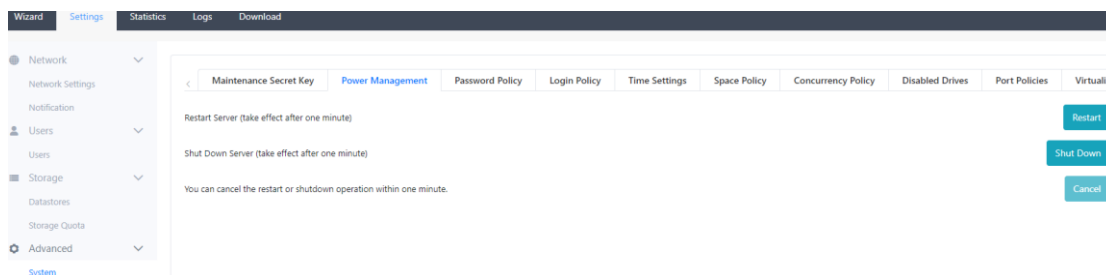 Wizard Settings Statistics Logs Download
Network
Network Settings
Notification
Users
Users
Storage
Datastores
Storage Quota
Advanced
System
< Maintenance Secret Key Power Management Password Policy Login Policy Time Settings Space Policy Concurrency Policy Disabled Drives Port Policies Virtuali
Restart Server (take effect after one minute) Restart
Shut Down Server (take effect after one minute) Shut Down
You can cancel the restart or shutdown operation within one minute. Cancel